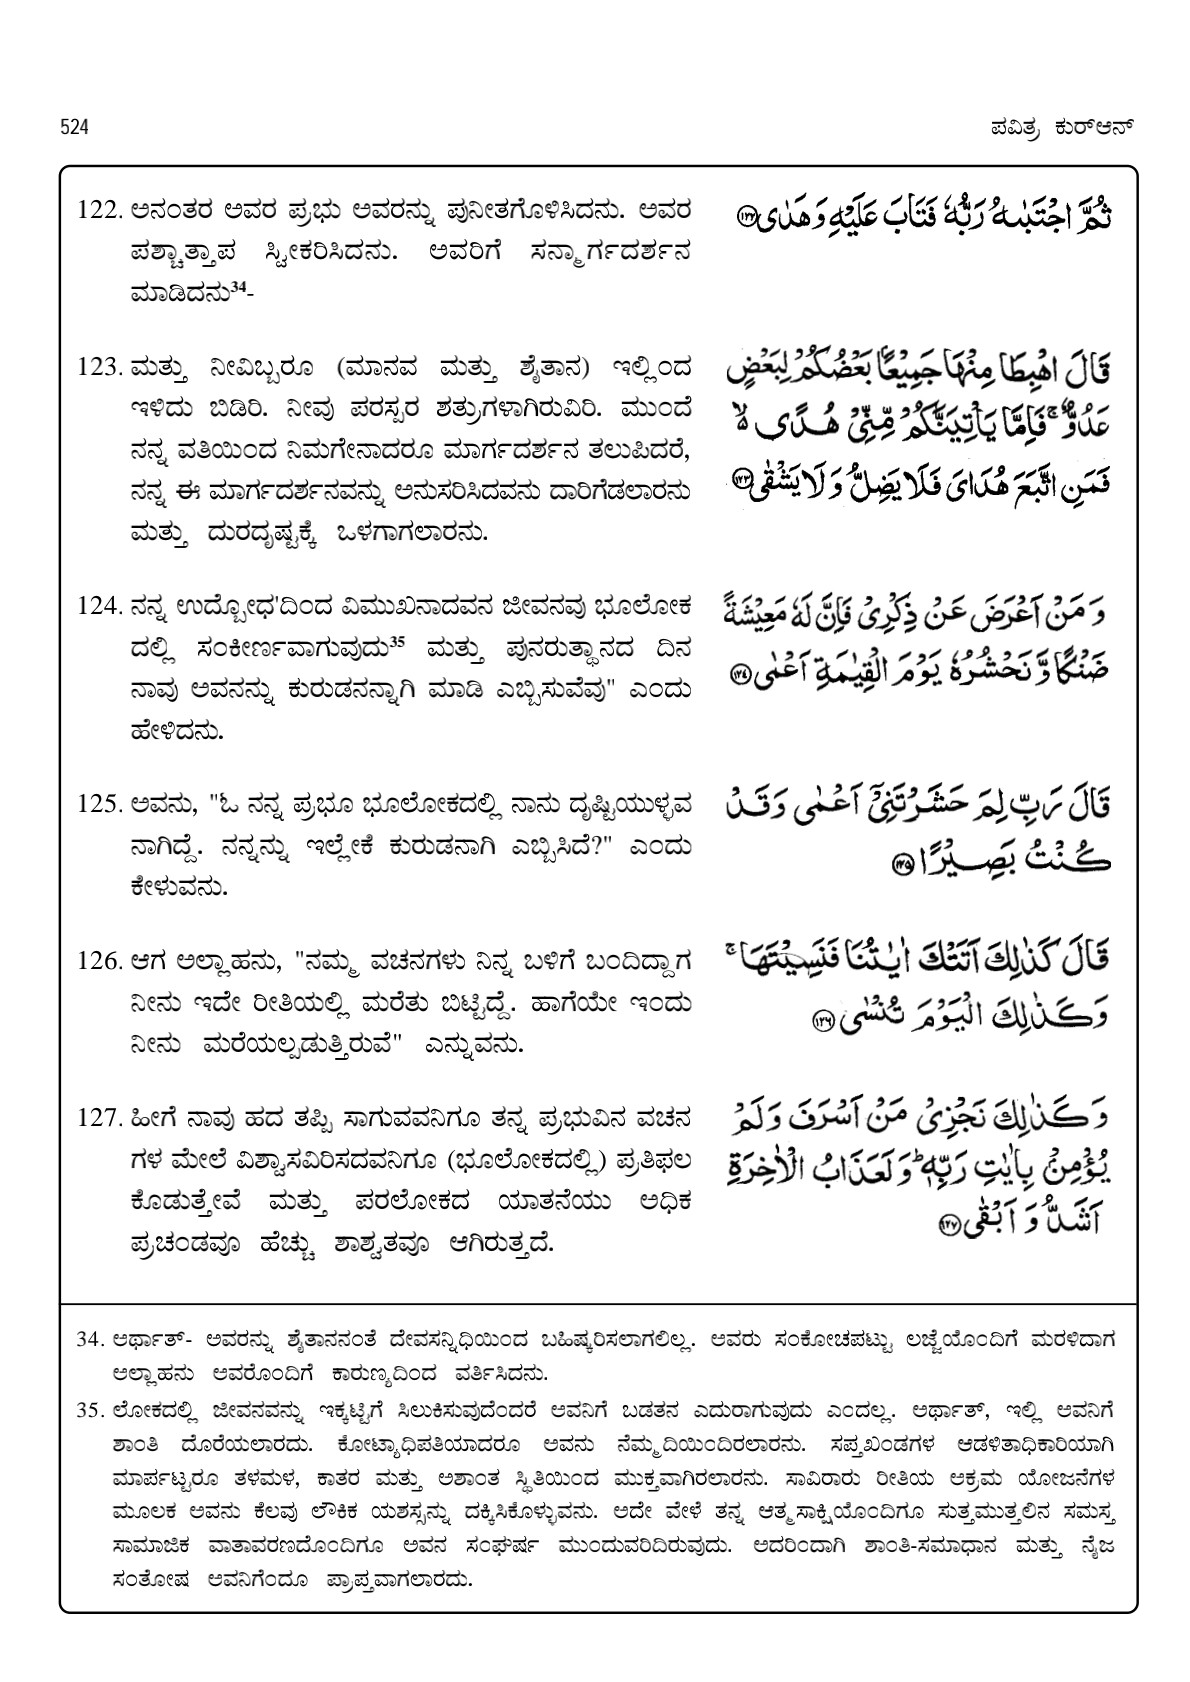 524
ಪವಿತ್ರ ಕುರ್‌ಆನ್
122. ಅನಂತರ ಅವರ ಪ್ರಭು ಅವರನ್ನು ಪುನೀತಗೊಳಿಸಿದನು. ಅವರ
ಪಶ್ಚಾತ್ತಾಪ ಸ್ವೀಕರಿಸಿದನು. ಅವರಿಗೆ ಸನ್ಮಾರ್ಗದರ್ಶನ
ಮಾಡಿದನು³⁴-
ثُمَّ اجْتَبٰىهُ رَبُّهٗ فَتَابَ عَلَيْهِ وَهَدٰى ۝١٢٢
123. ಮತ್ತು ನೀವಿಬ್ಬರೂ (ಮಾನವ ಮತ್ತು ಶೈತಾನ) ಇಲ್ಲಿಂದ
ಇಳಿದು ಬಿಡಿರಿ. ನೀವು ಪರಸ್ಪರ ಶತ್ರುಗಳಾಗಿರುವಿರಿ. ಮುಂದೆ
ನನ್ನ ವತಿಯಿಂದ ನಿಮಗೇನಾದರೂ ಮಾರ್ಗದರ್ಶನ ತಲುಪಿದರೆ,
ನನ್ನ ಈ ಮಾರ್ಗದರ್ಶನವನ್ನು ಅನುಸರಿಸಿದವನು ದಾರಿಗೆಡಲಾರನು
ಮತ್ತು ದುರದೃಷ್ಟಕ್ಕೆ ಒಳಗಾಗಲಾರನು.
قَالَ اهْبِطَا مِنْهَا جَمِيْعًۢا بَعْضُكُمْ لِبَعْضٍ
عَدُوٌّ ۚ فَاِمَّا يَاْتِيَنَّكُمْ مِّنِّيْ هُدًى ۙ
فَمَنِ اتَّبَعَ هُدَايَ فَلَا يَضِلُّ وَلَا يَشْقٰى ۝١٢٣
124. ನನ್ನ ಉದ್ಬೋಧ'ದಿಂದ ವಿಮುಖನಾದವನ ಜೀವನವು ಭೂಲೋಕ
ದಲ್ಲಿ ಸಂಕೀರ್ಣವಾಗುವುದು³⁵ ಮತ್ತು ಪುನರುತ್ಥಾನದ ದಿನ
ನಾವು ಅವನನ್ನು ಕುರುಡನನ್ನಾಗಿ ಮಾಡಿ ಎಬ್ಬಿಸುವೆವು" ಎಂದು
ಹೇಳಿದನು.
وَمَنْ اَعْرَضَ عَنْ ذِكْرِيْ فَاِنَّ لَهٗ مَعِيْشَةً
ضَنْكًا وَّنَحْشُرُهٗ يَوْمَ الْقِيٰمَةِ اَعْمٰى ۝١٢٤
125. ಅವನು, "ಓ ನನ್ನ ಪ್ರಭೂ ಭೂಲೋಕದಲ್ಲಿ ನಾನು ದೃಷ್ಟಿಯುಳ್ಳವ
ನಾಗಿದ್ದೆ. ನನ್ನನ್ನು ಇಲ್ಲೇಕೆ ಕುರುಡನಾಗಿ ಎಬ್ಬಿಸಿದೆ?" ಎಂದು
ಕೇಳುವನು.
قَالَ رَبِّ لِمَ حَشَرْتَنِيْٓ اَعْمٰى وَقَدْ
كُنْتُ بَصِيْرًا ۝١٢٥
126. ಆಗ ಅಲ್ಲಾಹನು, "ನಮ್ಮ ವಚನಗಳು ನಿನ್ನ ಬಳಿಗೆ ಬಂದಿದ್ದಾಗ
ನೀನು ಇದೇ ರೀತಿಯಲ್ಲಿ ಮರೆತು ಬಿಟ್ಟಿದ್ದೆ. ಹಾಗೆಯೇ ಇಂದು
ನೀನು ಮರೆಯಲ್ಪಡುತ್ತಿರುವೆ" ಎನ್ನುವನು.
قَالَ كَذٰلِكَ اَتَتْكَ اٰيٰتُنَا فَنَسِيْتَهَا ۚ
وَكَذٰلِكَ الْيَوْمَ تُنْسٰى ۝١٢٦
127. ಹೀಗೆ ನಾವು ಹದ ತಪ್ಪಿ ಸಾಗುವವನಿಗೂ ತನ್ನ ಪ್ರಭುವಿನ ವಚನ
ಗಳ ಮೇಲೆ ವಿಶ್ವಾಸವಿರಿಸದವನಿಗೂ (ಭೂಲೋಕದಲ್ಲಿ) ಪ್ರತಿಫಲ
ಕೊಡುತ್ತೇವೆ ಮತ್ತು ಪರಲೋಕದ ಯಾತನೆಯು ಅಧಿಕ
ಪ್ರಚಂಡವೂ ಹೆಚ್ಚು ಶಾಶ್ವತವೂ ಆಗಿರುತ್ತದೆ.
وَكَذٰلِكَ نَجْزِيْ مَنْ اَسْرَفَ وَلَمْ
يُؤْمِنْۢ بِاٰيٰتِ رَبِّهٖ ۗ وَلَعَذَابُ الْاٰخِرَةِ
اَشَدُّ وَاَبْقٰى ۝١٢٧
34. ಅರ್ಥಾತ್- ಅವರನ್ನು ಶೈತಾನನಂತೆ ದೇವಸನ್ನಿಧಿಯಿಂದ ಬಹಿಷ್ಕರಿಸಲಾಗಲಿಲ್ಲ. ಅವರು ಸಂಕೋಚಪಟ್ಟು ಲಜ್ಜೆಯೊಂದಿಗೆ ಮರಳಿದಾಗ
ಅಲ್ಲಾಹನು ಅವರೊಂದಿಗೆ ಕಾರುಣ್ಯದಿಂದ ವರ್ತಿಸಿದನು.
35. ಲೋಕದಲ್ಲಿ ಜೀವನವನ್ನು ಇಕ್ಕಟ್ಟಿಗೆ ಸಿಲುಕಿಸುವುದೆಂದರೆ ಅವನಿಗೆ ಬಡತನ ಎದುರಾಗುವುದು ಎಂದಲ್ಲ. ಅರ್ಥಾತ್, ಇಲ್ಲಿ ಅವನಿಗೆ
ಶಾಂತಿ ದೊರೆಯಲಾರದು. ಕೋಟ್ಯಾಧಿಪತಿಯಾದರೂ ಅವನು ನೆಮ್ಮದಿಯಿಂದಿರಲಾರನು. ಸಪ್ತಖಂಡಗಳ ಆಡಳಿತಾಧಿಕಾರಿಯಾಗಿ
ಮಾರ್ಪಟ್ಟರೂ ತಳಮಳ, ಕಾತರ ಮತ್ತು ಅಶಾಂತ ಸ್ಥಿತಿಯಿಂದ ಮುಕ್ತವಾಗಿರಲಾರನು. ಸಾವಿರಾರು ರೀತಿಯ ಅಕ್ರಮ ಯೋಜನೆಗಳ
ಮೂಲಕ ಅವನು ಕೆಲವು ಲೌಕಿಕ ಯಶಸ್ಸನ್ನು ದಕ್ಕಿಸಿಕೊಳ್ಳುವನು. ಅದೇ ವೇಳೆ ತನ್ನ ಆತ್ಮಸಾಕ್ಷಿಯೊಂದಿಗೂ ಸುತ್ತಮುತ್ತಲಿನ ಸಮಸ್ತ
ಸಾಮಾಜಿಕ ವಾತಾವರಣದೊಂದಿಗೂ ಅವನ ಸಂಘರ್ಷ ಮುಂದುವರಿದಿರುವುದು. ಅದರಿಂದಾಗಿ ಶಾಂತಿ-ಸಮಾಧಾನ ಮತ್ತು ನೈಜ
ಸಂತೋಷ ಅವನಿಗೆಂದೂ ಪ್ರಾಪ್ತವಾಗಲಾರದು.